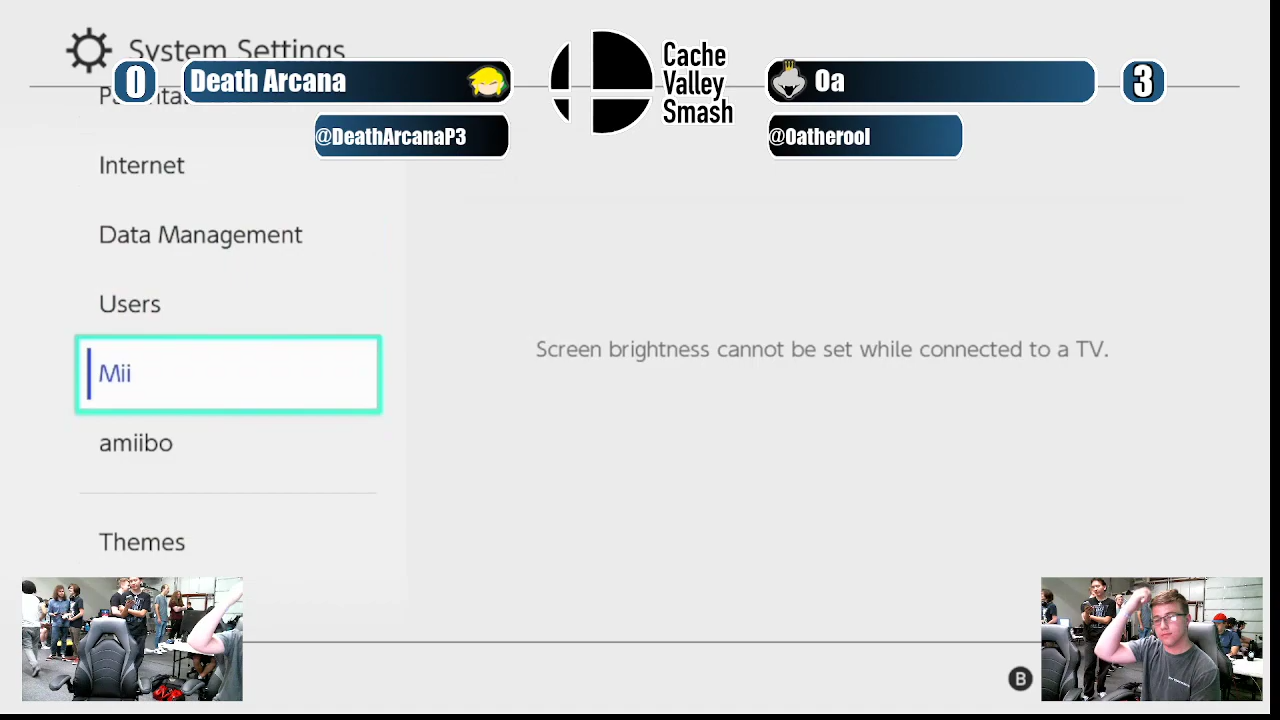 System Settings
0
Death Arcana
Cache
Valley
Smash
Oa
3
@DeathArcanaP3
@Oatherool
Internet
Data Management
Users
Mii
Screen brightness cannot be set while connected to a TV.
amiibo
Themes
B